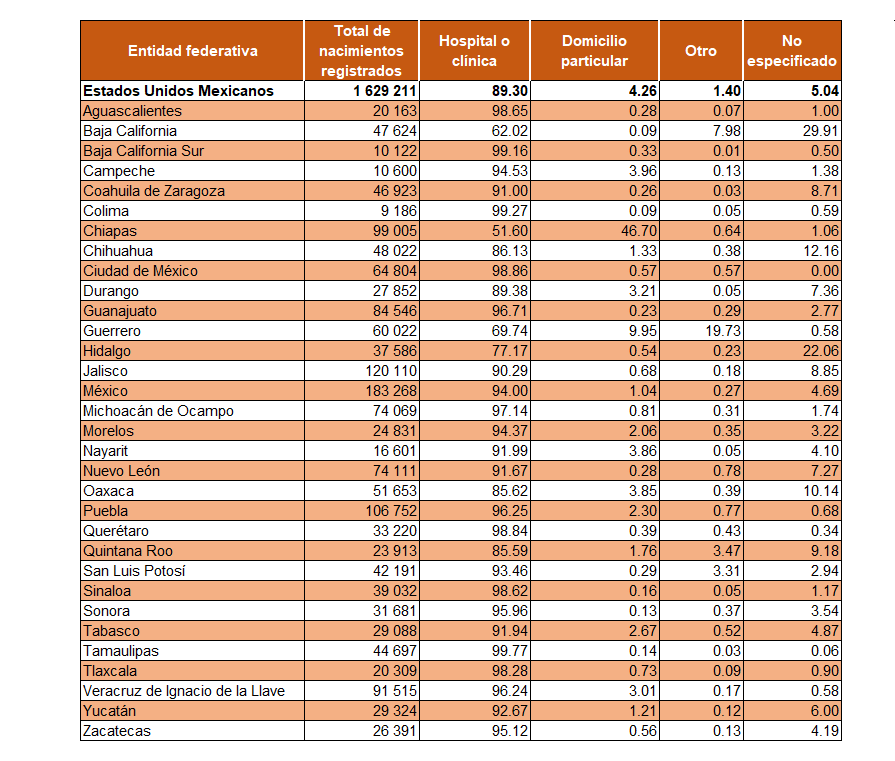 Entidad federativa Total de nacimientos registrados Hospital o clínica Domicilio particular Otro No especificado
Estados Unidos Mexicanos 1 629 211 89.30 4.26 1.40 5.04
Aguascalientes 20 163 98.65 0.28 0.07 1.00
Baja California 47 624 62.02 0.09 7.98 29.91
Baja California Sur 10 122 99.16 0.33 0.01 0.50
Campeche 10 600 94.53 3.96 0.13 1.38
Coahuila de Zaragoza 46 923 91.00 0.26 0.03 8.71
Colima 9 186 99.27 0.09 0.05 0.59
Chiapas 99 005 51.60 46.70 0.64 1.06
Chihuahua 48 022 86.13 1.33 0.38 12.16
Ciudad de México 64 804 98.86 0.57 0.57 0.00
Durango 27 852 89.38 3.21 0.05 7.36
Guanajuato 84 546 96.71 0.23 0.29 2.77
Guerrero 60 022 69.74 9.95 19.73 0.58
Hidalgo 37 586 77.17 0.54 0.23 22.06
Jalisco 120 110 90.29 0.68 0.18 8.85
México 183 268 94.00 1.04 0.27 4.69
Michoacán de Ocampo 74 069 97.14 0.81 0.31 1.74
Morelos 24 831 94.37 2.06 0.35 3.22
Nayarit 16 601 91.99 3.86 0.05 4.10
Nuevo León 74 111 91.67 0.28 0.78 7.27
Oaxaca 51 653 85.62 3.85 0.39 10.14
Puebla 106 752 96.25 2.30 0.77 0.68
Querétaro 33 220 98.84 0.39 0.43 0.34
Quintana Roo 23 913 85.59 1.76 3.47 9.18
San Luis Potosí 42 191 93.46 0.29 3.31 2.94
Sinaloa 39 032 98.62 0.16 0.05 1.17
Sonora 31 681 95.96 0.13 0.37 3.54
Tabasco 29 088 91.94 2.67 0.52 4.87
Tamaulipas 44 697 99.77 0.14 0.03 0.06
Tlaxcala 20 309 98.28 0.73 0.09 0.90
Veracruz de Ignacio de la Llave 91 515 96.24 3.01 0.17 0.58
Yucatán 29 324 92.67 1.21 0.12 6.00
Zacatecas 26 391 95.12 0.56 0.13 4.19